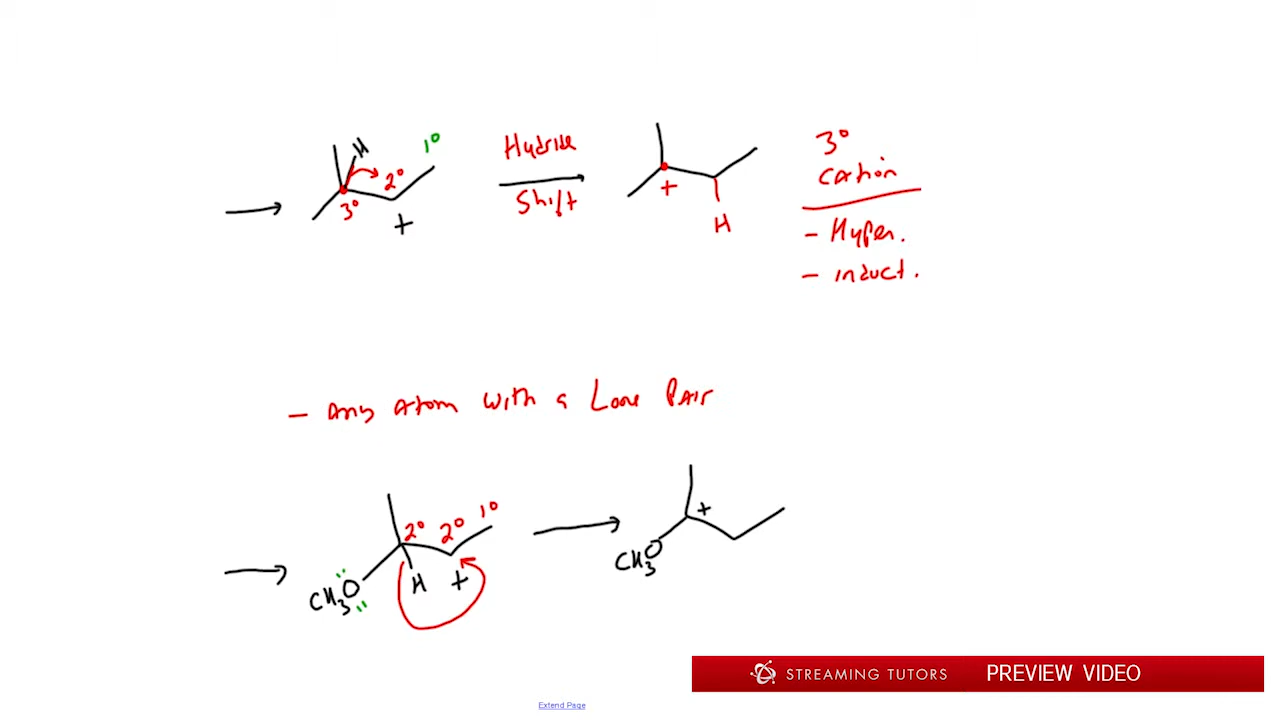 H
1°
2°
3°
+
Hydride
Shift
+
H
3°
cation
- Hyper.
- induct.
- Any Atom with a Lone Pair
2°
2°
1°
CH3O
H
+
+
CH3O
STREAMING TUTORS PREVIEW VIDEO
Extend Page